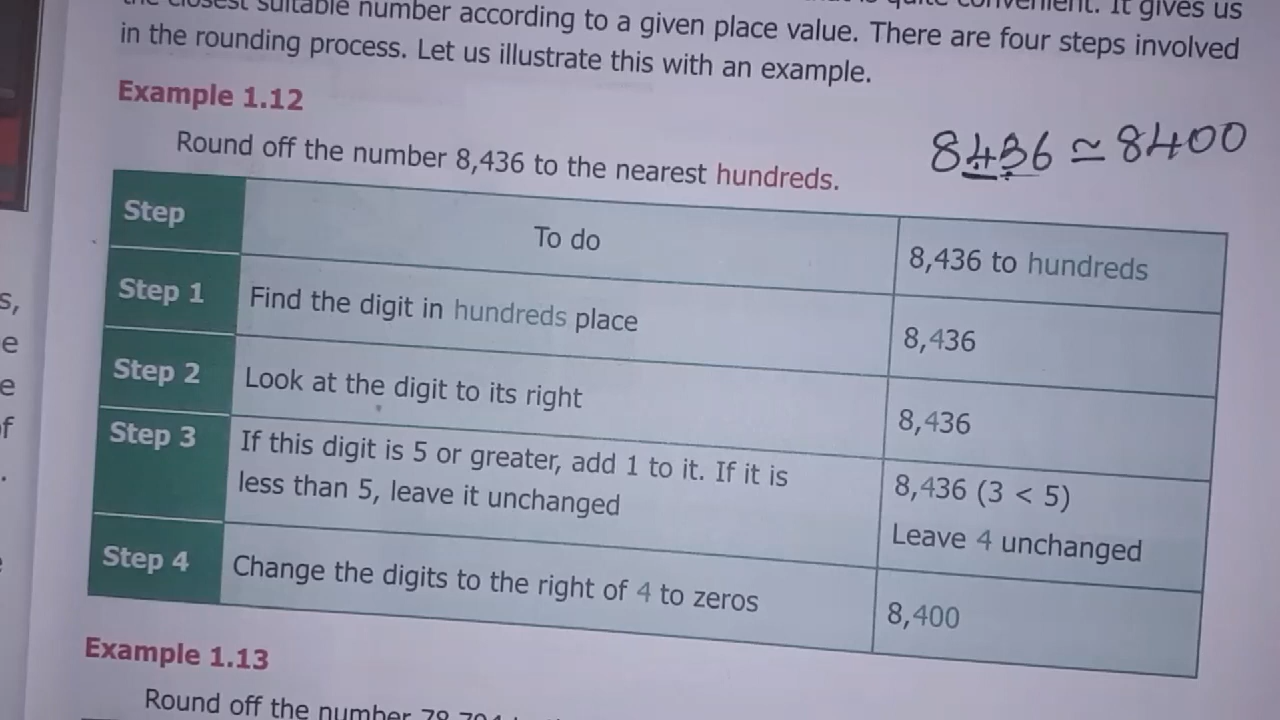 the closest suitable number according to a given place value. There are four steps involved
convenient. It gives us
in the rounding process. Let us illustrate this with an example.
Example 1.12
Round off the number 8,436 to the nearest hundreds.
8436 ≃ 8400
Step To do 8,436 to hundreds
Step 1 Find the digit in hundreds place 8,436
Step 2 Look at the digit to its right 8,436
Step 3 If this digit is 5 or greater, add 1 to it. If it is
less than 5, leave it unchanged
8,436 (3 < 5)
Leave 4 unchanged
Step 4 Change the digits to the right of 4 to zeros 8,400
Example 1.13
Round off the number
s,
e
e